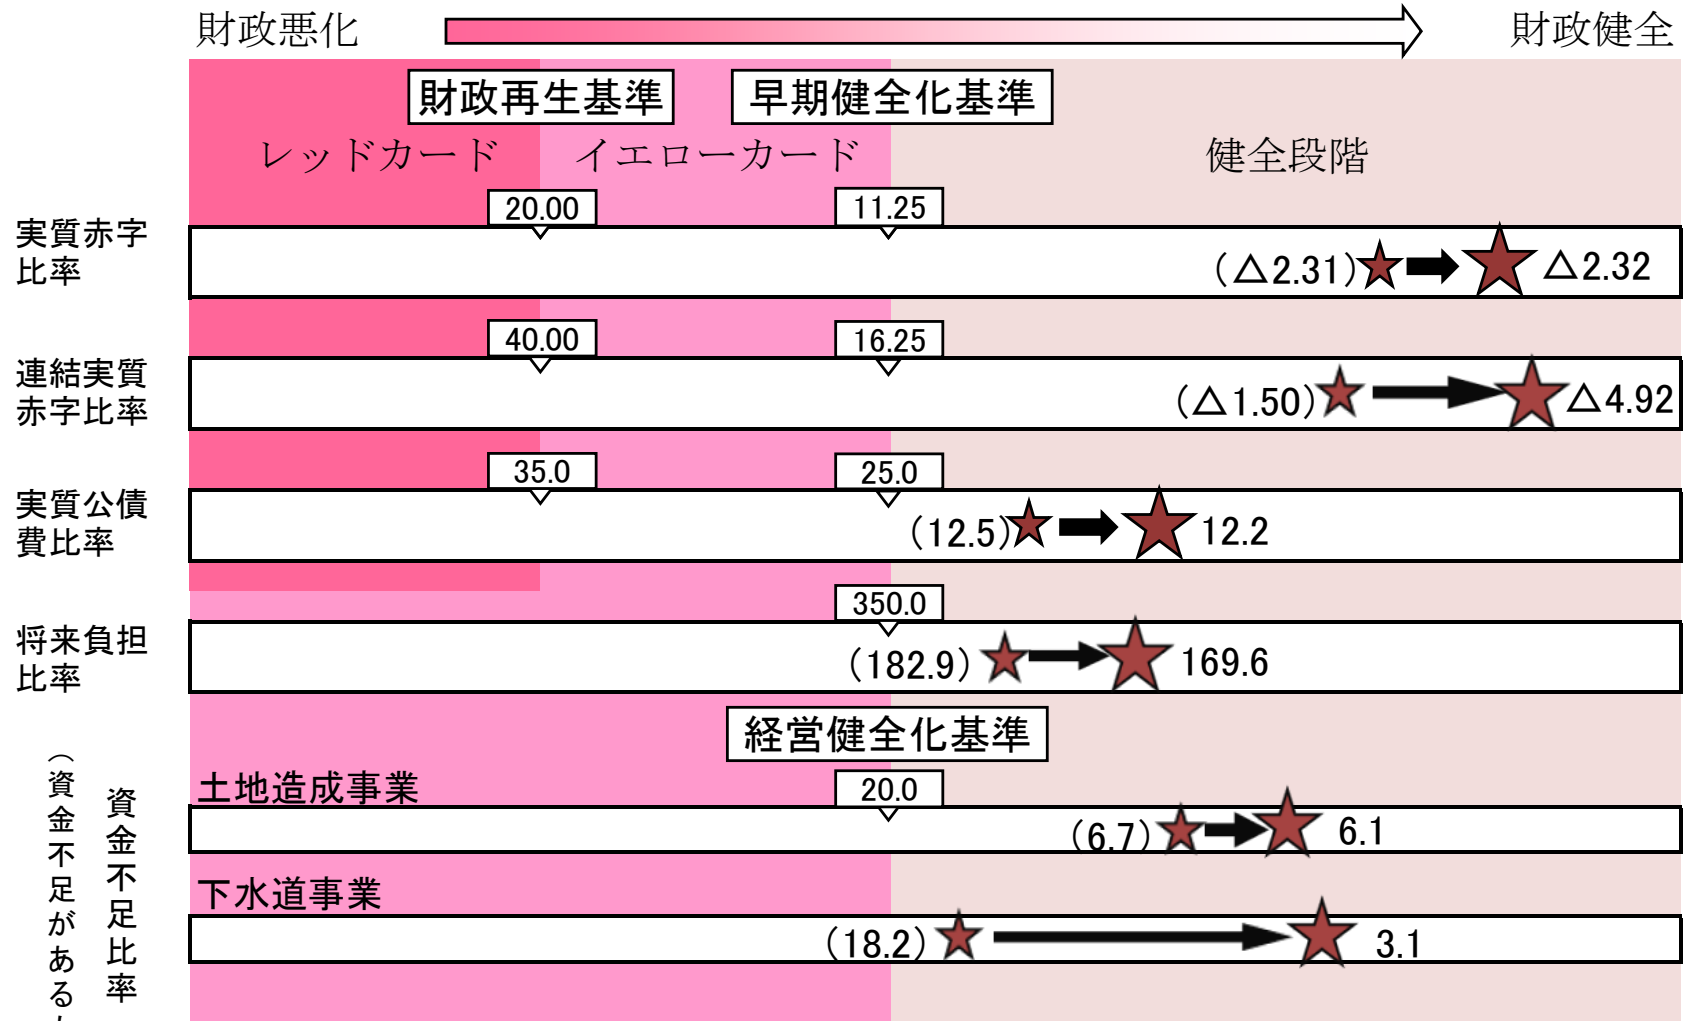 財政悪化
財政健全
財政再生基準
早期健全化基準
レッドカード
イエローカード
健全段階
20.00
11.25
実質赤字
比率
(△2.31)
△2.32
40.00
16.25
連結実質
赤字比率
(△1.50)
△4.92
35.0
25.0
実質公債
費比率
(12.5)
12.2
350.0
将来負担
比率
(182.9)
169.6
経営健全化基準
資金不足比率
(資金不足がある
土地造成事業
20.0
(6.7)
6.1
下水道事業
(18.2)
3.1